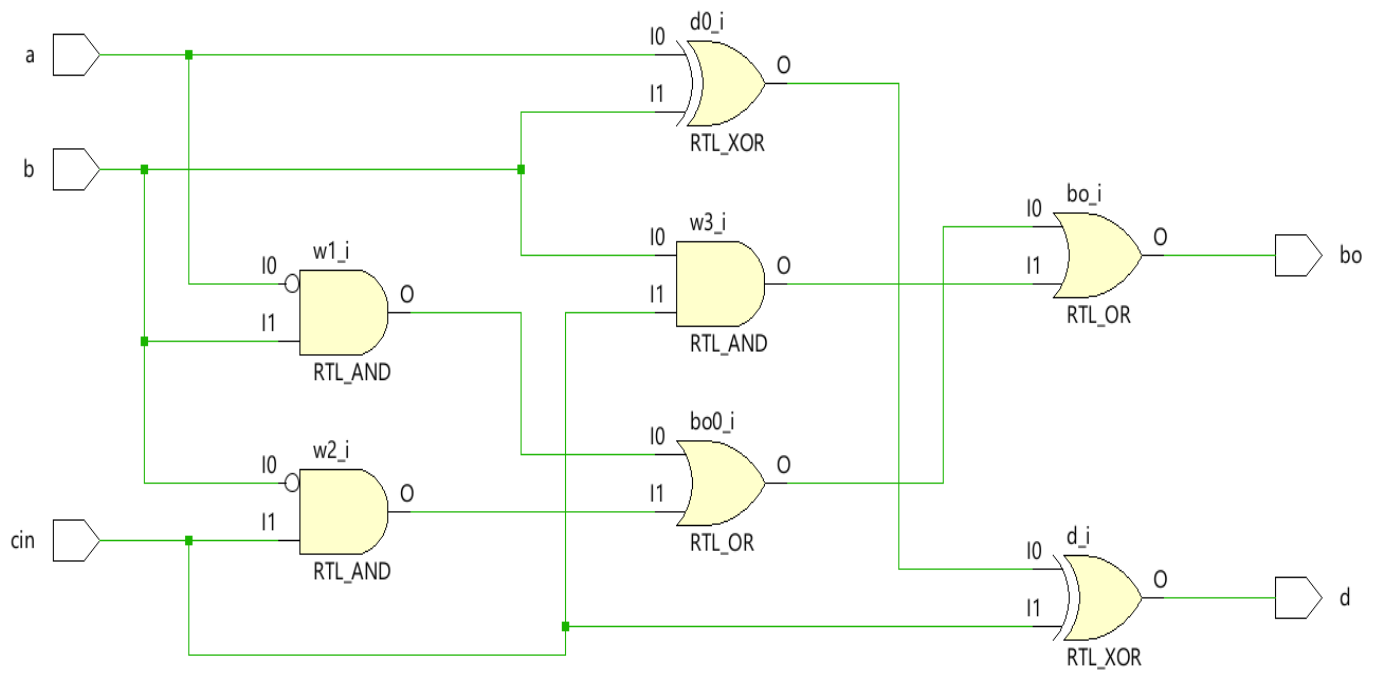 d0_i
a
I0
O
I1
RTL_XOR
b
w3_i
bo_i
I0
O
bo
I0
O
I1
I1
RTL_AND
RTL_OR
w1_i
I0
O
I1
RTL_AND
bo0_i
I0
O
I1
RTL_OR
w2_i
I0
O
I1
cin
RTL_AND
d_i
I0
O
d
I1
RTL_XOR